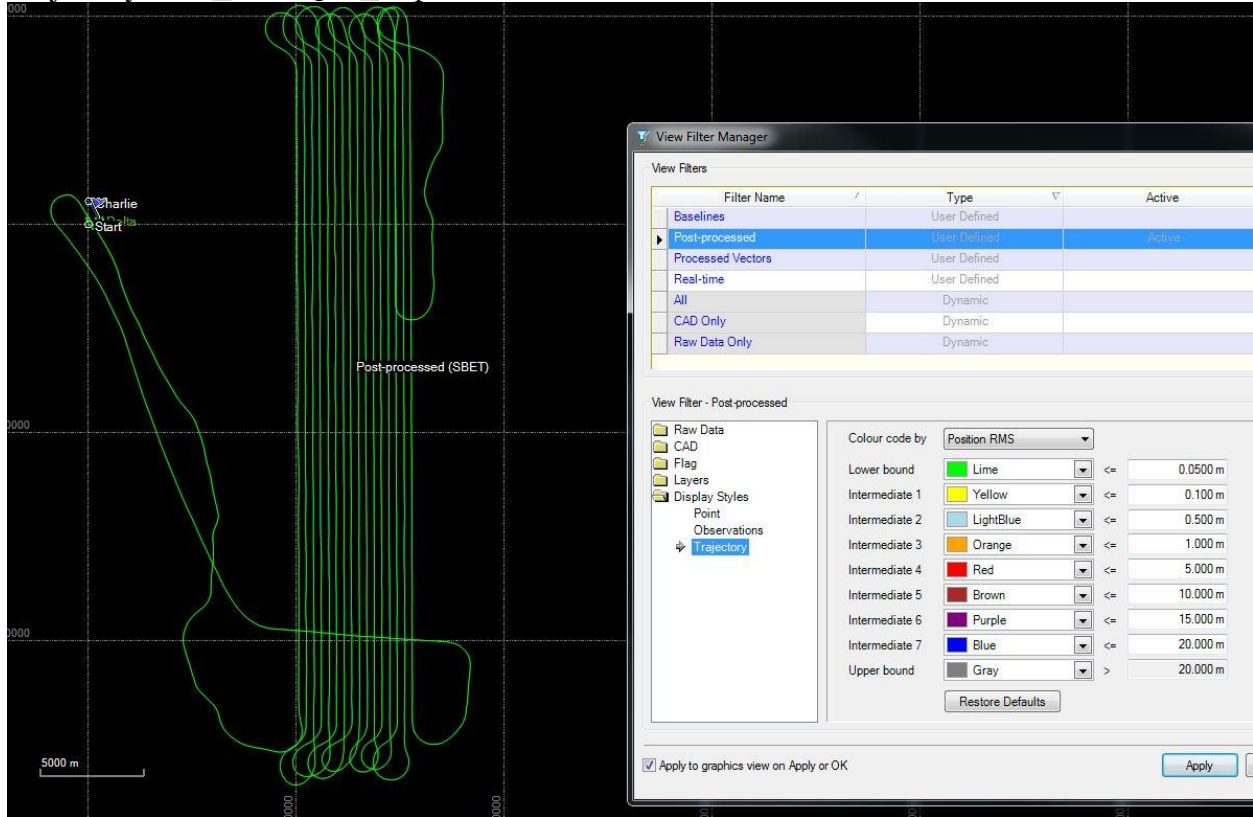 000
Charlie
Delta
Start
Post-processed (SBET)
0000
0000
5000 m
0000
0000
View Filter Manager
View Filters
Filter Name Type Active
Baselines User Defined
Post-processed User Defined Active
Processed Vectors User Defined
Real-time User Defined
All Dynamic
CAD Only Dynamic
Raw Data Only Dynamic
View Filter - Post-processed
Raw Data
CAD
Flag
Layers
Display Styles
Point
Observations
Trajectory
Colour code by Position RMS
Lower bound Lime <= 0.0500 m
Intermediate 1 Yellow <= 0.100 m
Intermediate 2 LightBlue <= 0.500 m
Intermediate 3 Orange <= 1.000 m
Intermediate 4 Red <= 5.000 m
Intermediate 5 Brown <= 10.000 m
Intermediate 6 Purple <= 15.000 m
Intermediate 7 Blue <= 20.000 m
Upper bound Gray > 20.000 m
Restore Defaults
Apply to graphics view on Apply or OK
Apply